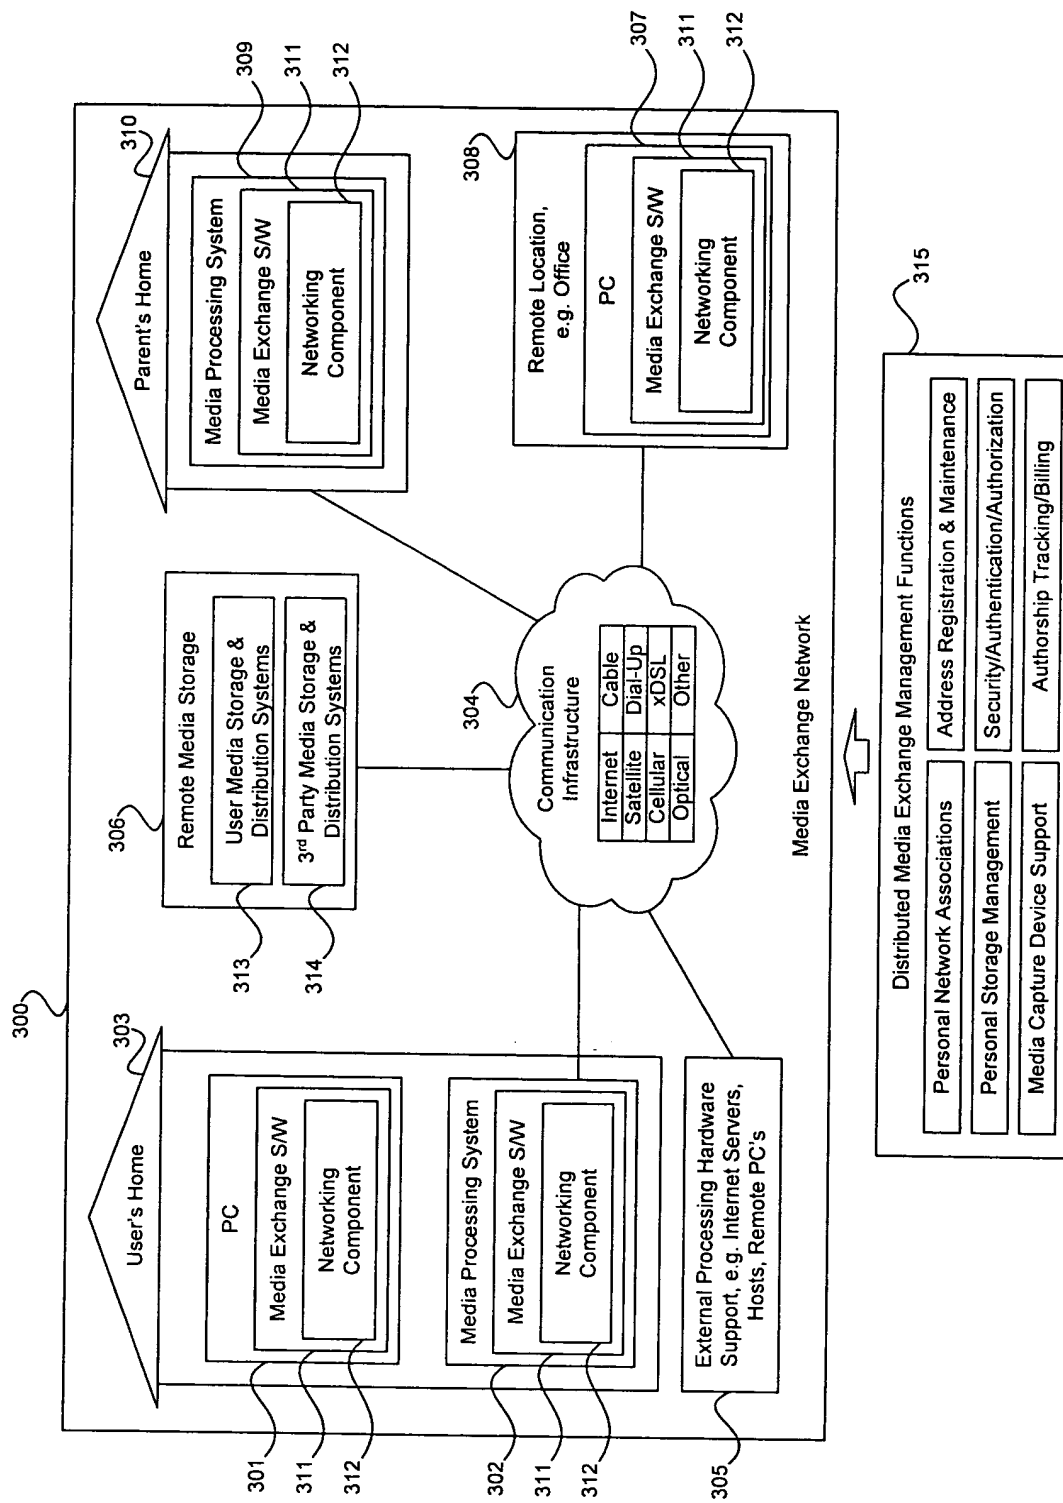 300
User's Home
303
PC
Media Exchange S/W
Networking
Component
301
311
312
Media Processing System
Media Exchange S/W
Networking
Component
302
311
312
External Processing Hardware
Support, e.g. Internet Servers,
Hosts, Remote PC's
305
306
Remote Media Storage
User Media Storage &
Distribution Systems
3rd Party Media Storage &
Distribution Systems
313
314
304
Communication
Infrastructure
Internet Cable
Satellite Dial-Up
Cellular xDSL
Optical Other
Parent's Home
310
Media Processing System
Media Exchange S/W
Networking
Component
309
311
312
308
Remote Location,
e.g. Office
PC
Media Exchange S/W
Networking
Component
307
311
312
Media Exchange Network
315
Distributed Media Exchange Management Functions
Personal Network Associations
Address Registration & Maintenance
Personal Storage Management
Security/Authentication/Authorization
Media Capture Device Support
Authorship Tracking/Billing